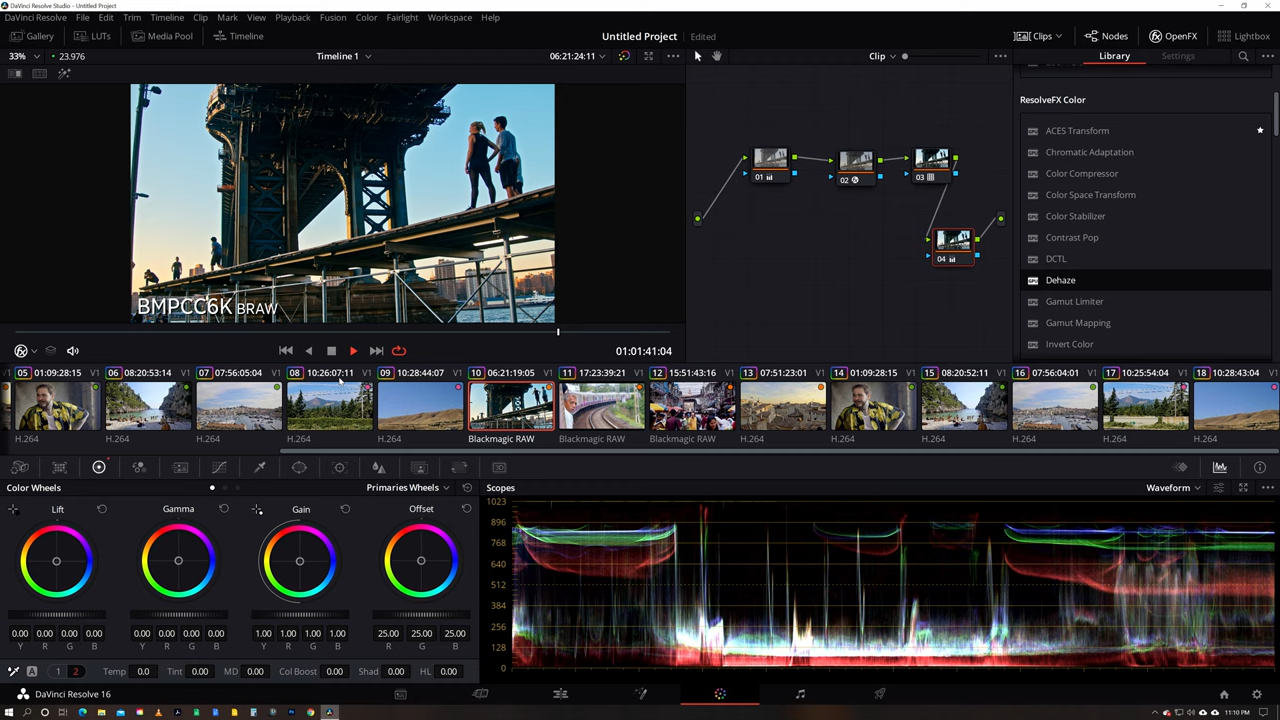 DaVinci Resolve Studio - Untitled Project
DaVinci Resolve File Edit Trim Timeline Clip Mark View Playback Fusion Color Fairlight Workspace Help
Gallery LUTs Media Pool Timeline Untitled Project Edited Clips Nodes OpenFX Lightbox
33% 23.976 Timeline 1 06:21:24:11 Clip Library Settings
ResolveFX Color
ACES Transform
Chromatic Adaptation
Color Compressor
Color Space Transform
Color Stabilizer
Contrast Pop
DCTL
Dehaze
Gamut Limiter
Gamut Mapping
Invert Color
01
02
03
04
BMPCC6K BRAW
01:01:41:04
V1 05 01:09:28:15 V1 06 08:20:53:14 V1 07 07:56:05:04 V1 08 10:26:07:11 V1 09 10:28:44:07 V1 10 06:21:19:05 V1 11 17:23:39:21 V1 12 15:51:43:16 V1 13 07:51:23:01 V1 14 01:09:28:15 V1 15 08:20:52:11 V1 16 07:56:04:01 V1 17 10:25:54:04 V1 18 10:28:43:04 V1
H.264 H.264 H.264 H.264 H.264 Blackmagic RAW Blackmagic RAW Blackmagic RAW H.264 H.264 H.264 H.264 H.264 H.264
Color Wheels Primaries Wheels Scopes Waveform
Lift Gamma Gain Offset
0.00 0.00 0.00 0.00 0.00 0.00 0.00 0.00 1.00 1.00 1.00 1.00 25.00 25.00 25.00
Y R G B Y R G B Y R G B R G B
A 1 2 Temp 0.0 Tint 0.00 MD 0.00 Col Boost 0.00 Shad 0.00 HL 0.00
1023
896
768
640
512
384
256
128
0
DaVinci Resolve 16
11:10 PM